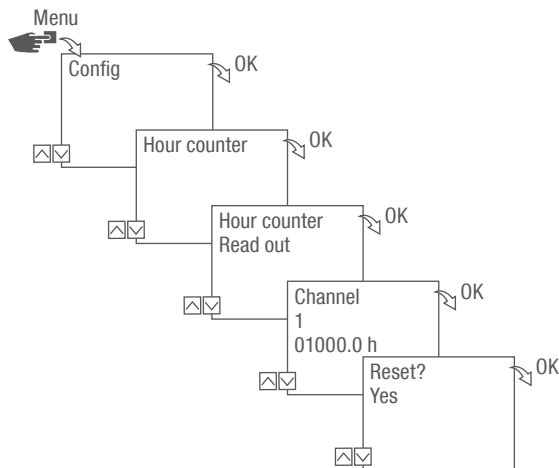 Menu
Config
OK
Hour counter
OK
Hour counter
Read out
OK
Channel
1
01000.0 h
OK
Reset?
Yes
OK